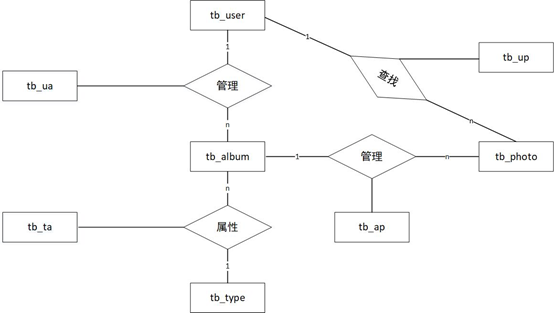 tb_user
1
1
tb_up
查找
tb_ua
管理
n
n
tb_album
1
管理
n
tb_photo
n
tb_ta
属性
tb_ap
1
tb_type